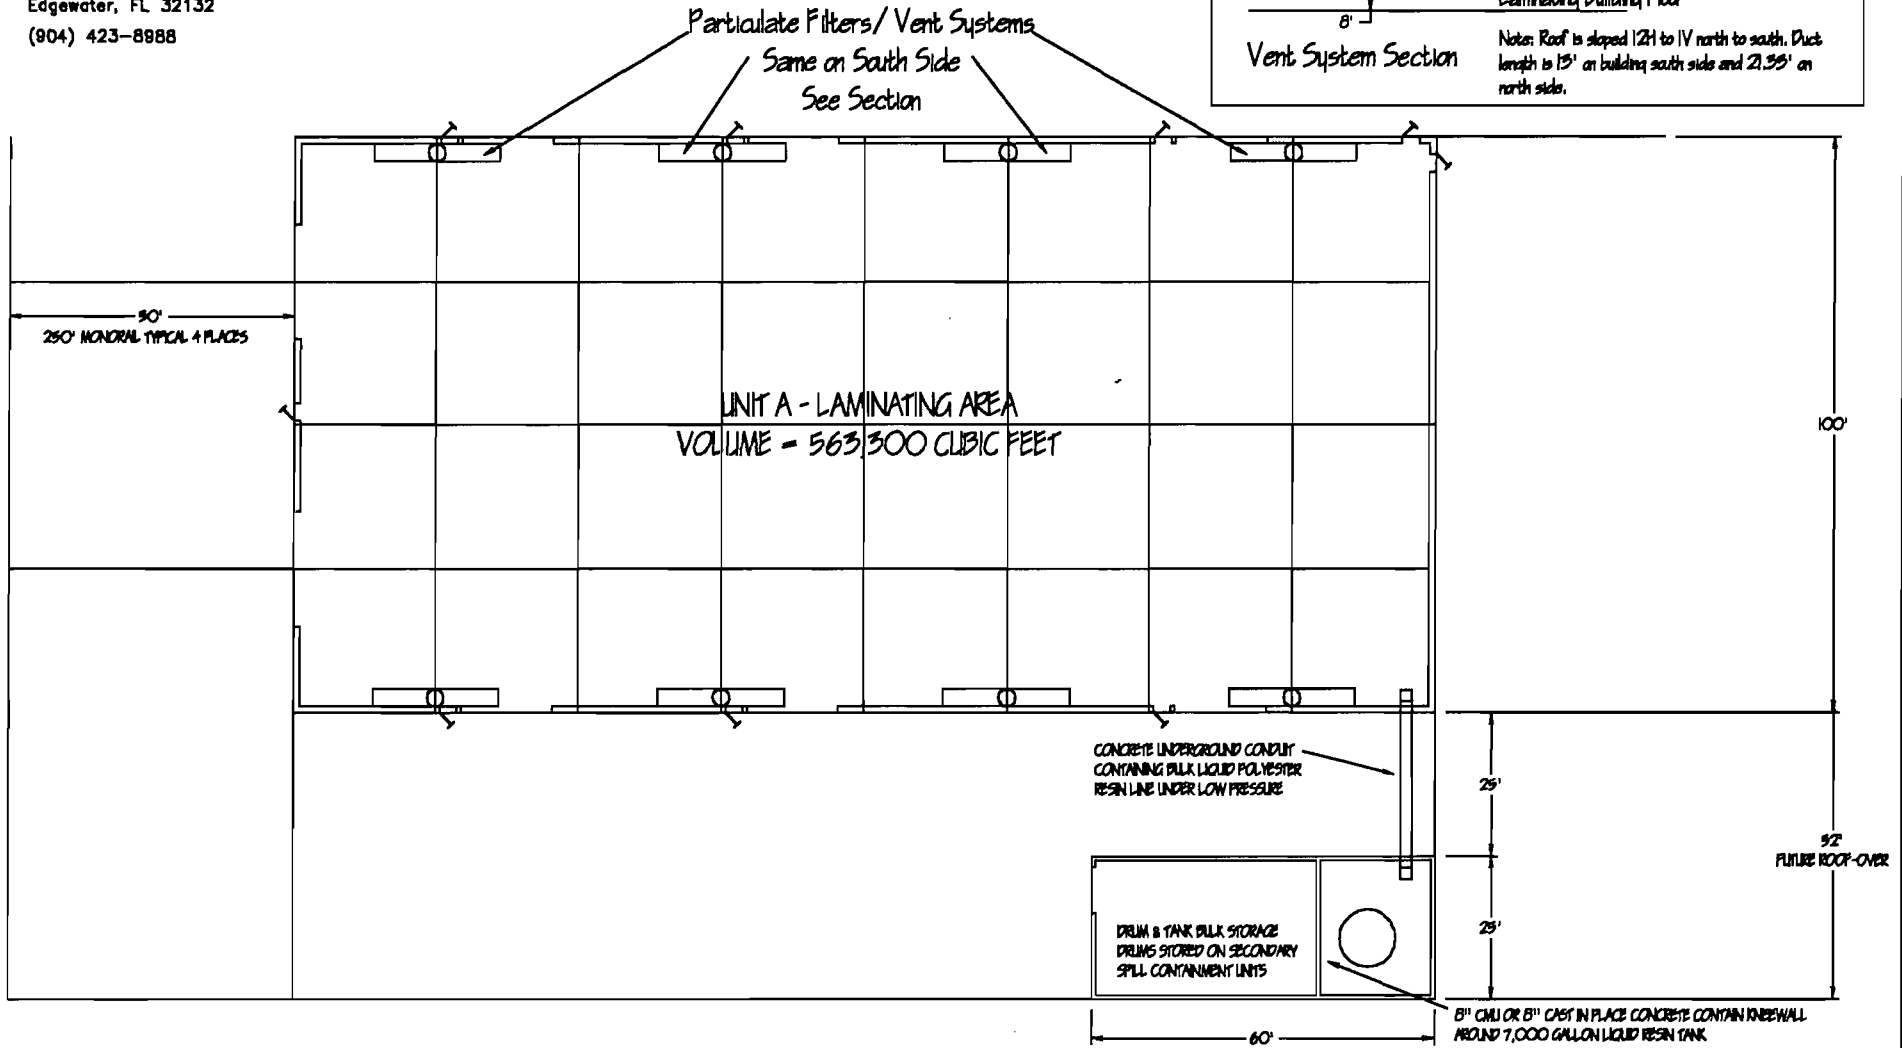 Edgewater, FL 32132
(904) 423-8988
Particulate Filters/ Vent Systems
Same on South Side
See Section
8'
Laminating Building Floor
Vent System Section
Note: Roof is sloped 12H to 1V north to south. Duct
length is 13' on building south side and 21.33' on
north side.
50'
250' MONORAIL TYPICAL 4 PLACES
UNIT A - LAMINATING AREA
VOLUME = 563,300 CUBIC FEET
100'
CONCRETE UNDERGROUND CONDUIT
CONTAINING BULK LIQUID POLYESTER
RESIN LINE UNDER LOW PRESSURE
25'
52'
FUTURE ROOF-OVER
DRUM & TANK BULK STORAGE
DRUMS STORED ON SECONDARY
SPILL CONTAINMENT UNITS
25'
8" CMU OR 8" CAST IN PLACE CONCRETE CONTAIN KNEEWALL
AROUND 7,000 GALLON LIQUID RESIN TANK
60'